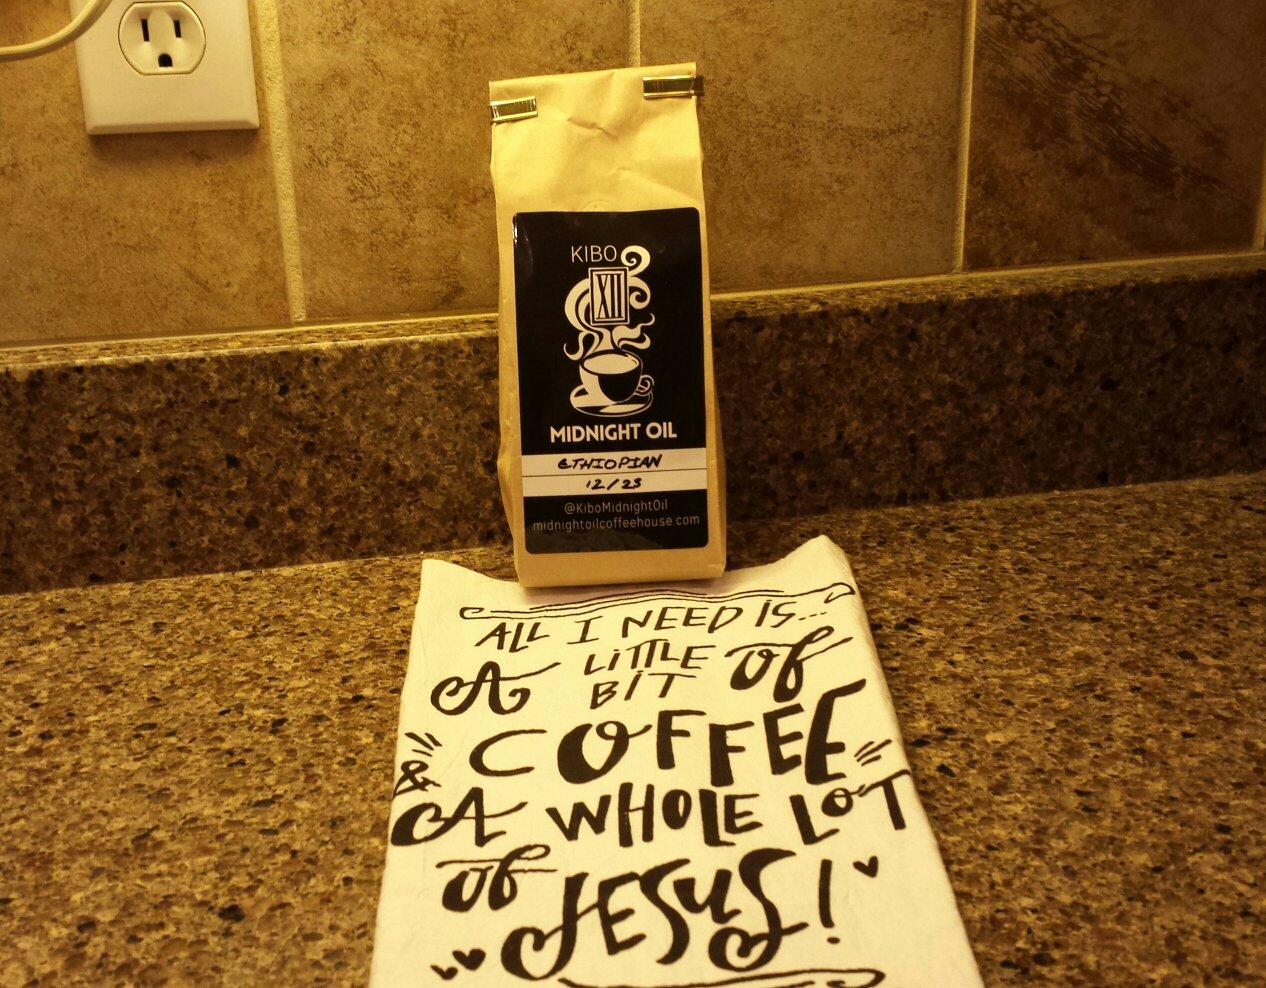 KIBO
XII
MIDNIGHT OIL
ETHIOPIAN
12/23
@KiboMidnightOil
midnightoilcoffeehouse.com
ALL I NEED IS...
A LITTLE BIT of
COFFEE
& A WHOLE LOT
of JESUS!